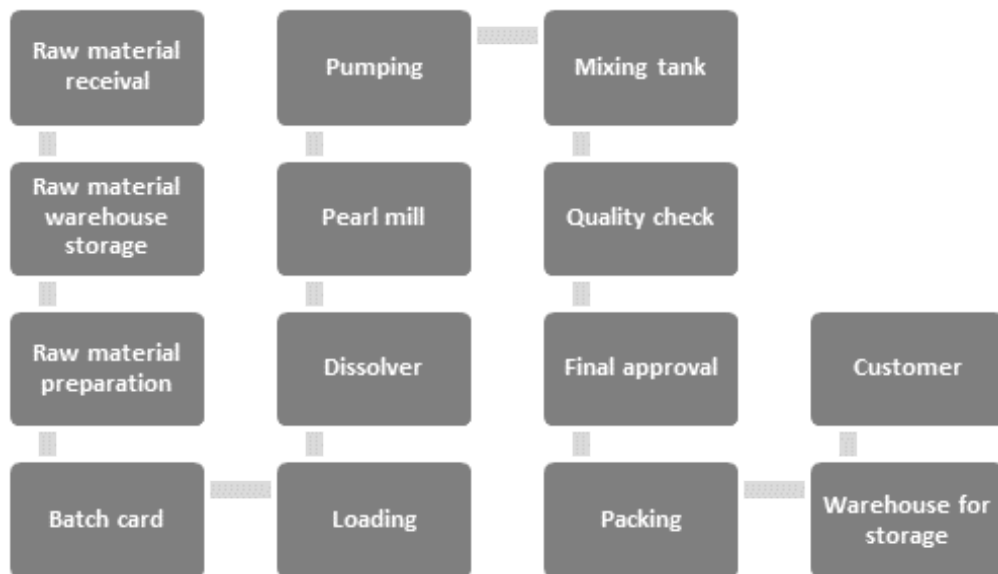 Raw material
receival
Raw material
warehouse
storage
Raw material
preparation
Batch card
Loading
Dissolver
Pearl mill
Pumping
Mixing tank
Quality check
Final approval
Packing
Warehouse for
storage
Customer